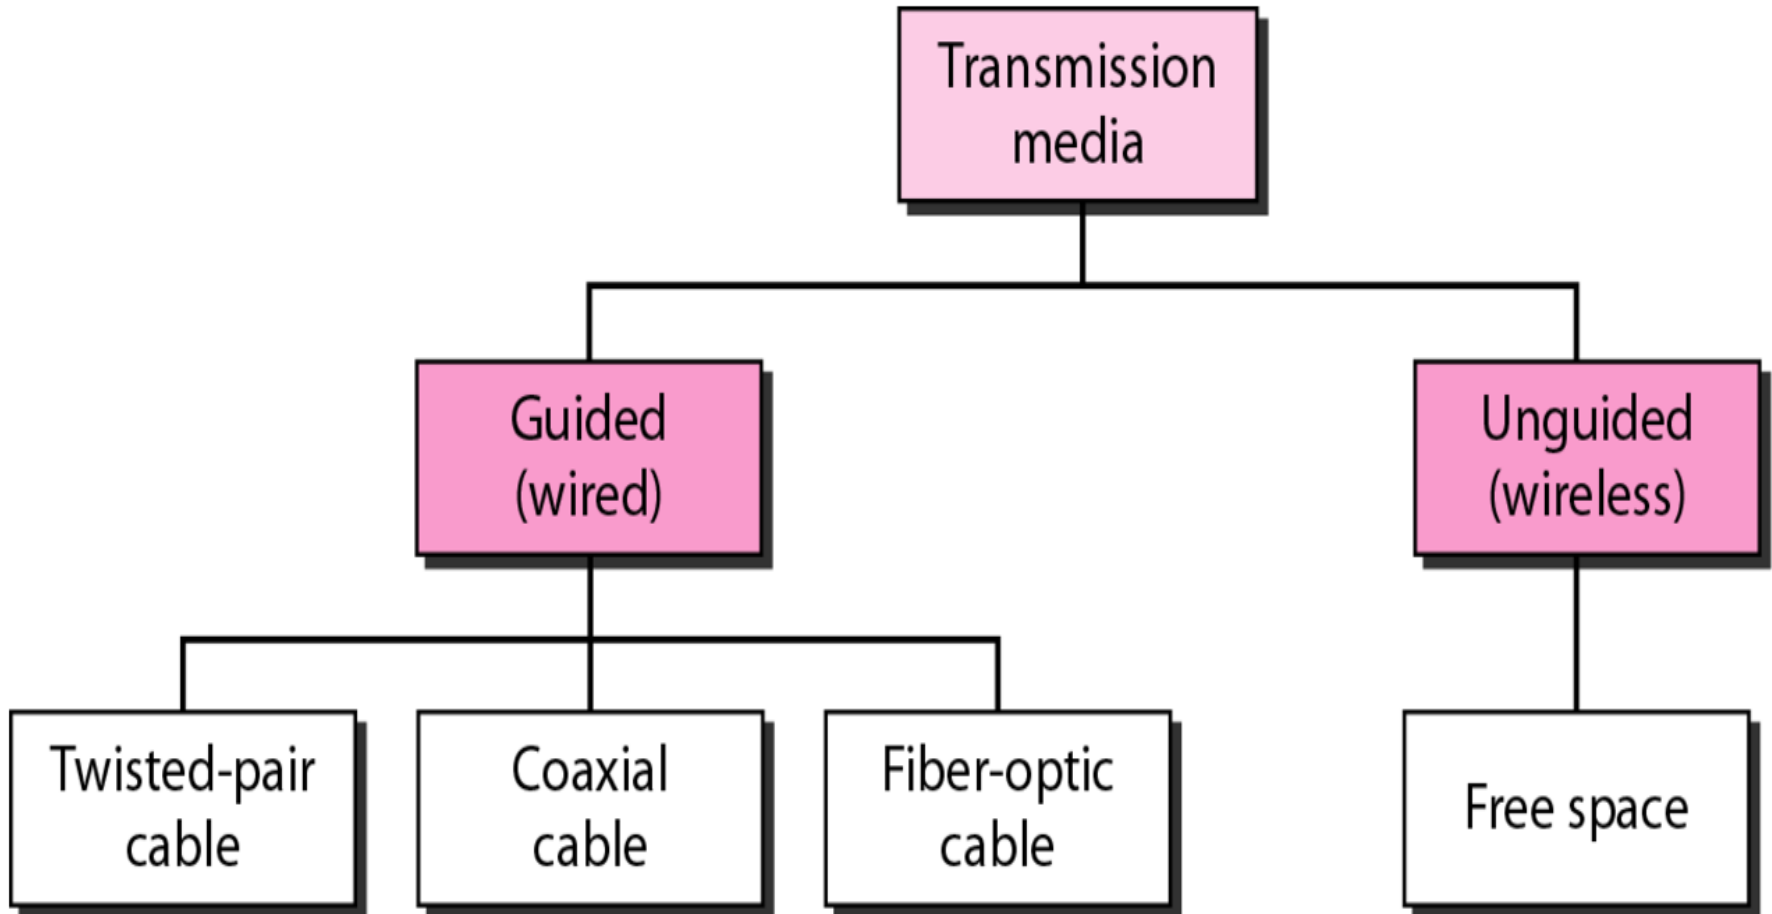 Transmission
media
Guided
(wired)
Unguided
(wireless)
Twisted-pair
cable
Coaxial
cable
Fiber-optic
cable
Free space